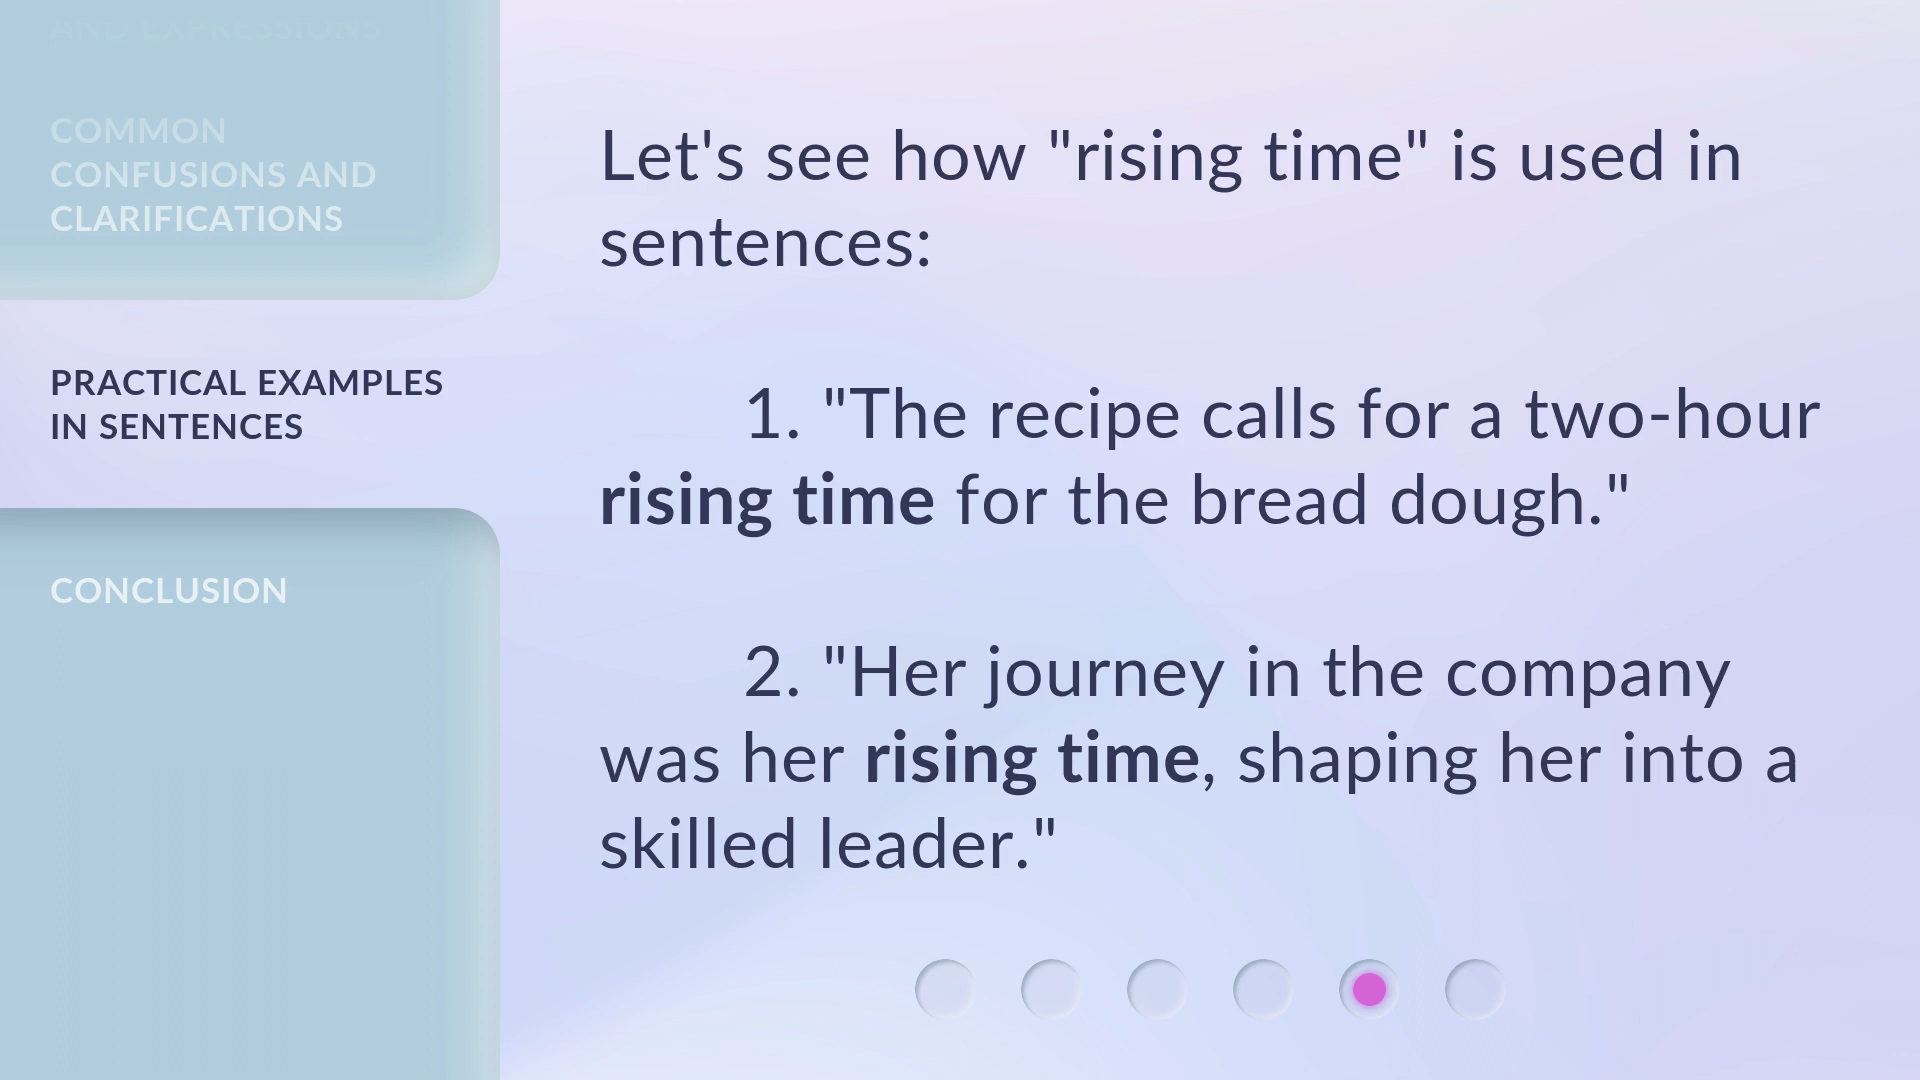 AND EXPRESSIONS
COMMON
CONFUSIONS AND
CLARIFICATIONS
PRACTICAL EXAMPLES
IN SENTENCES
CONCLUSION
Let's see how "rising time" is used in
sentences:
1. "The recipe calls for a two-hour
rising time for the bread dough."
2. "Her journey in the company
was her rising time, shaping her into a
skilled leader."